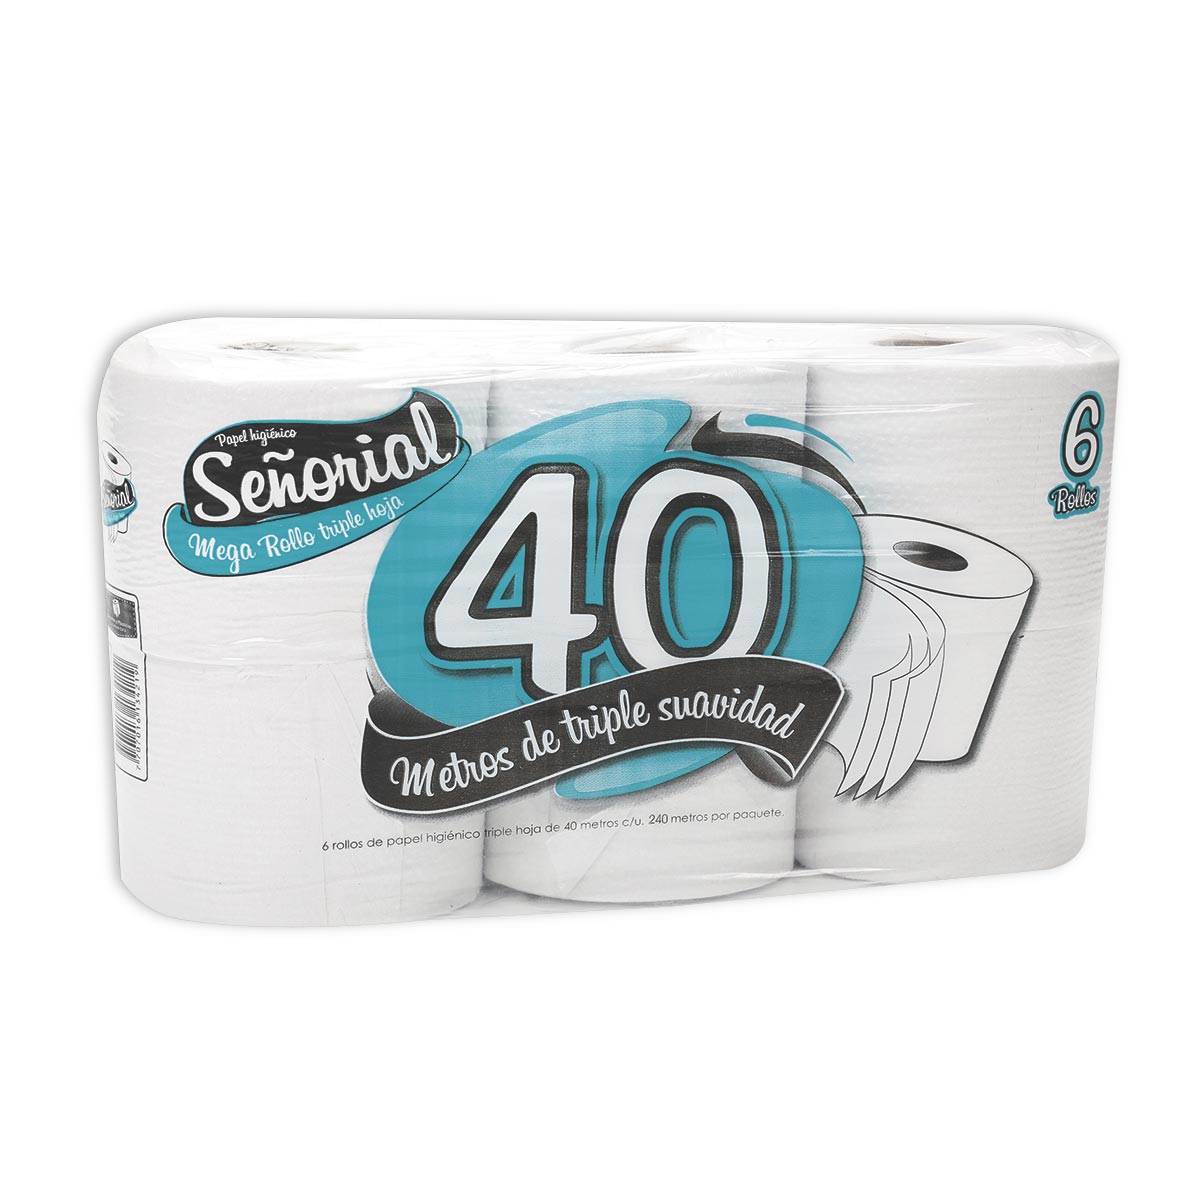 Papel higiénico
Señorial
Mega Rollo triple hoja
40
Metros de triple suavidad
6
Rollos
6 rollos de papel higiénico triple hoja de 40 metros c/u. 240 metros por paquete.